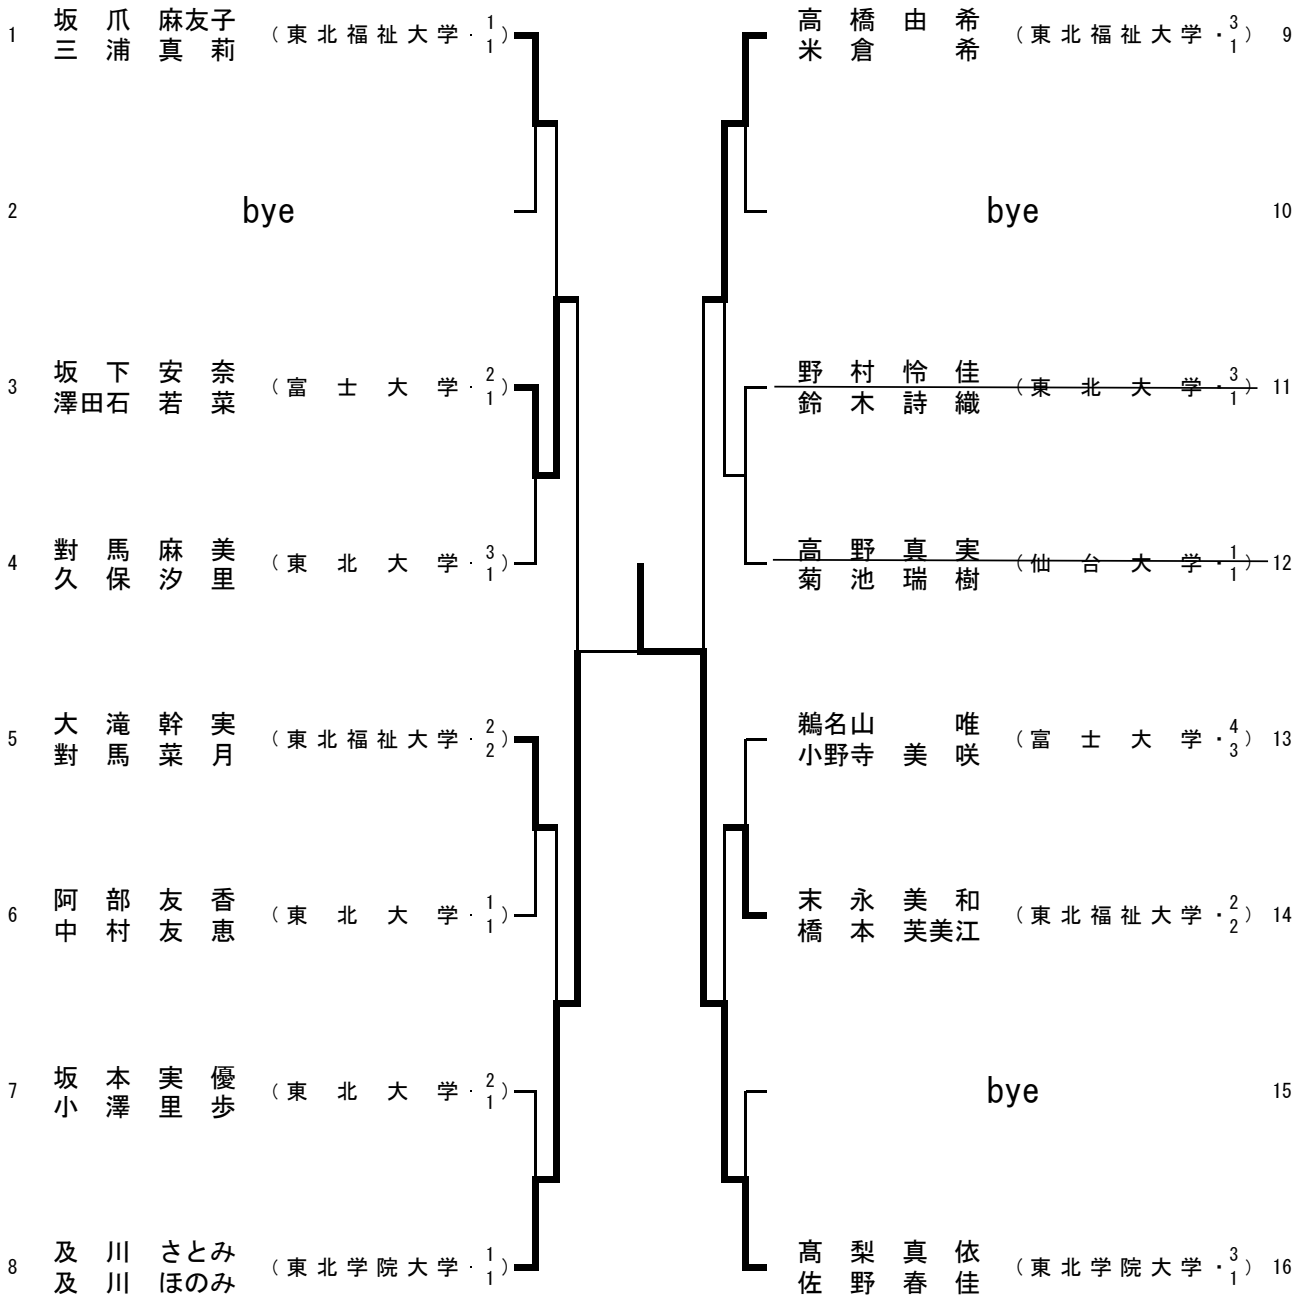 1 坂爪 麻友子 (東北福祉大学・1
三浦 真莉 1)
2 bye
3 坂下 安奈 (富士大学・2
澤田石 若菜 1)
4 對馬 麻美 (東北大学・3
久保 汐里 1)
5 大滝 幹実 (東北福祉大学・2
對馬 菜月 2)
6 阿部 友香 (東北大学・1
中村 友恵 1)
7 坂本 実優 (東北大学・2
小澤 里歩 1)
8 及川 さとみ (東北学院大学・1
及川 ほのみ 1)
高橋 由希 (東北福祉大学・3
米倉 希 1) 9
bye 10
野村 怜佳 (東北大学・3
鈴木 詩織 1) 11
高野 真実 (仙台大学・1
菊池 瑞樹 1) 12
鵜名山 唯 (富士大学・4
小野寺 美咲 3) 13
末永 美和 (東北福祉大学・2
橋本 芙美江 2) 14
bye 15
髙梨 真依 (東北学院大学・3
佐野 春佳 1) 16